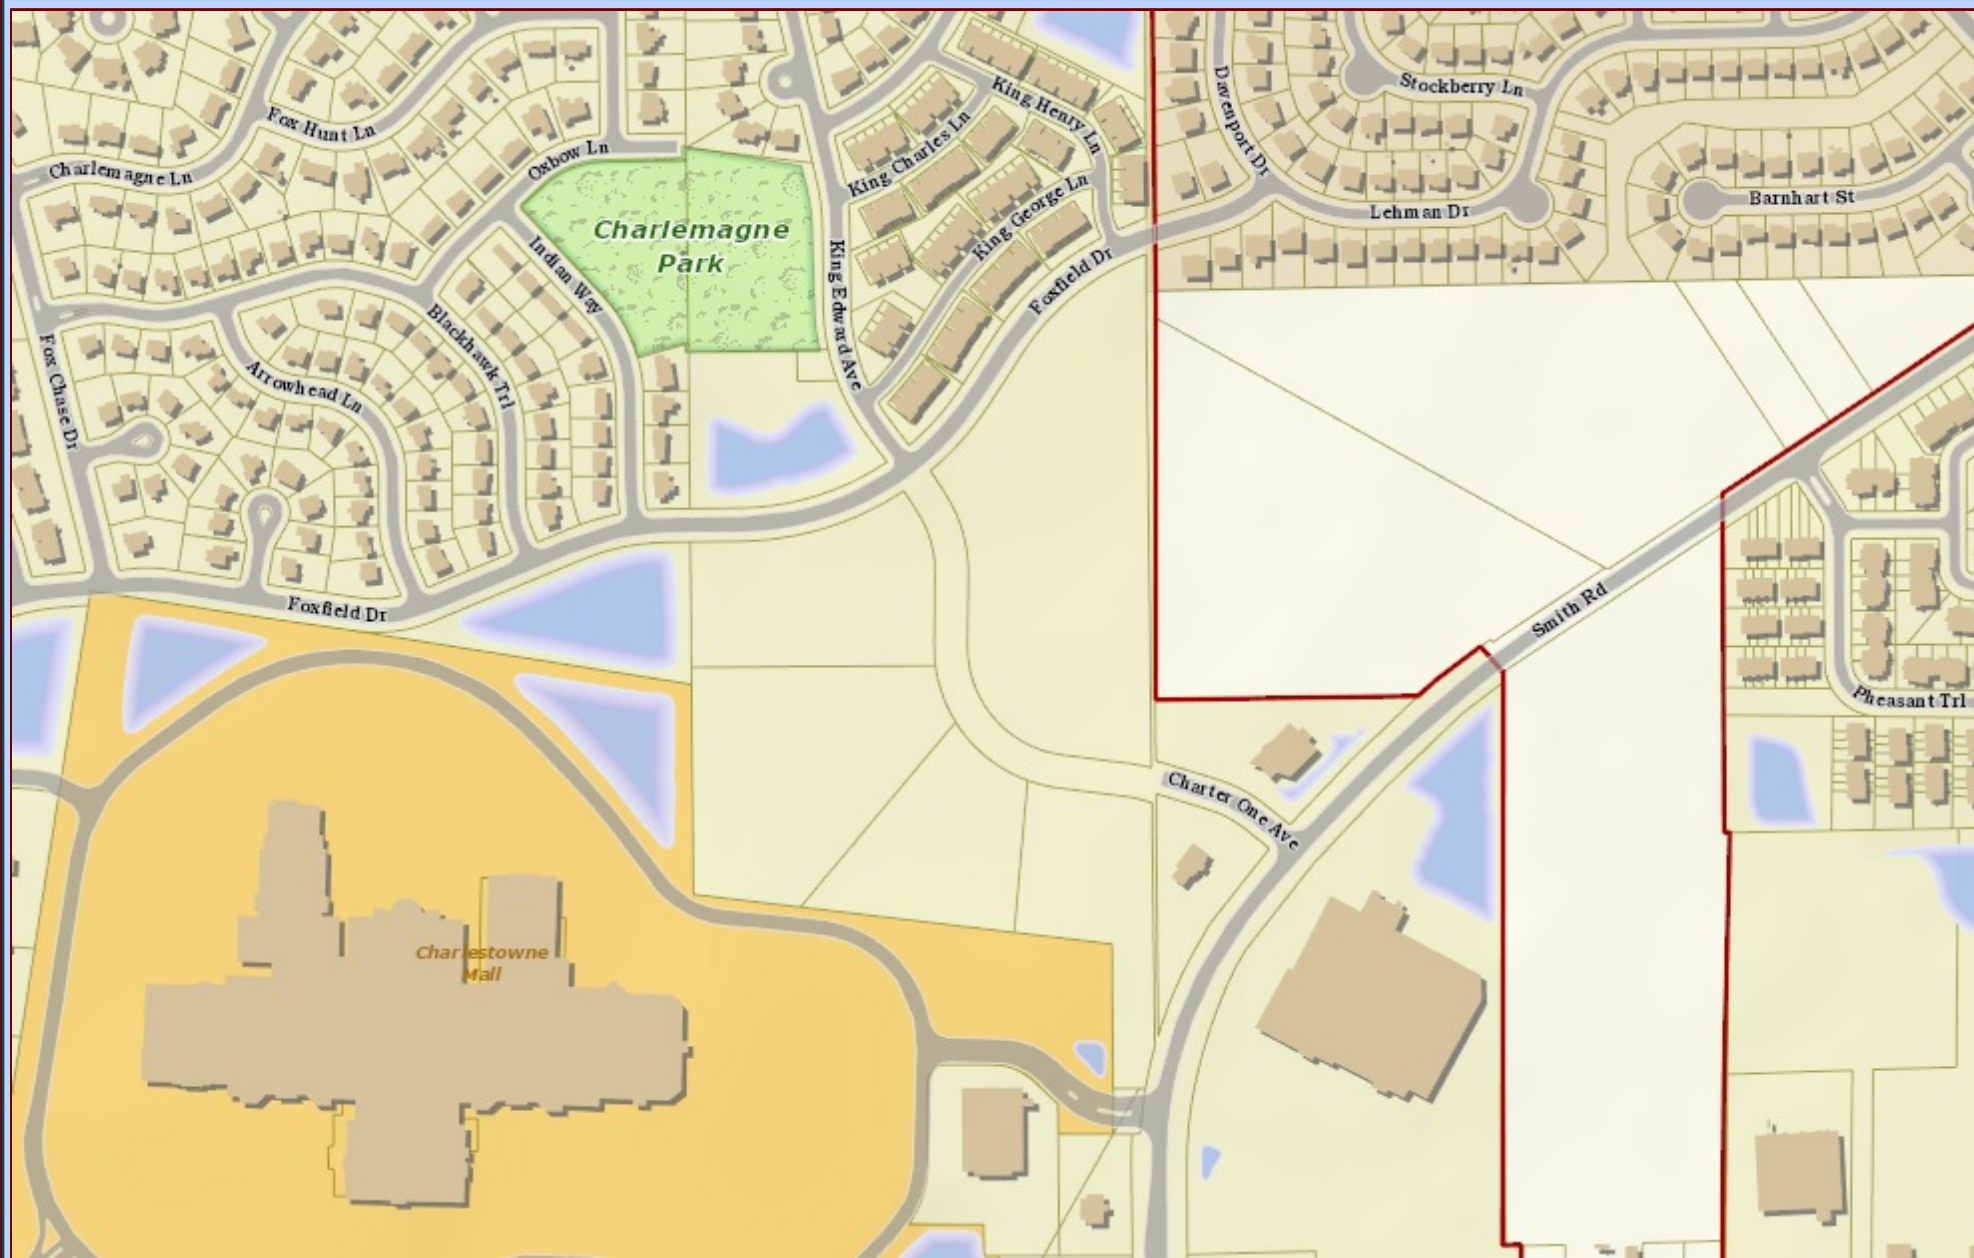 Stockberry Ln
King Henry Ln
Davenport Dr
Fox Hunt Ln
King Charles Ln
Oxbow Ln
Charlemagne Ln
King George Ln
Barnhart St
Lehman Dr
Charlemagne
Park
Indian Way
King Edward Ave
Foxfield Dr
Blackhawk Trl
Fox Chase Dr
Arrowhead Ln
Foxfield Dr
Smith Rd
Pheasant Trl
Charter One Ave
Charlestowne
Mall